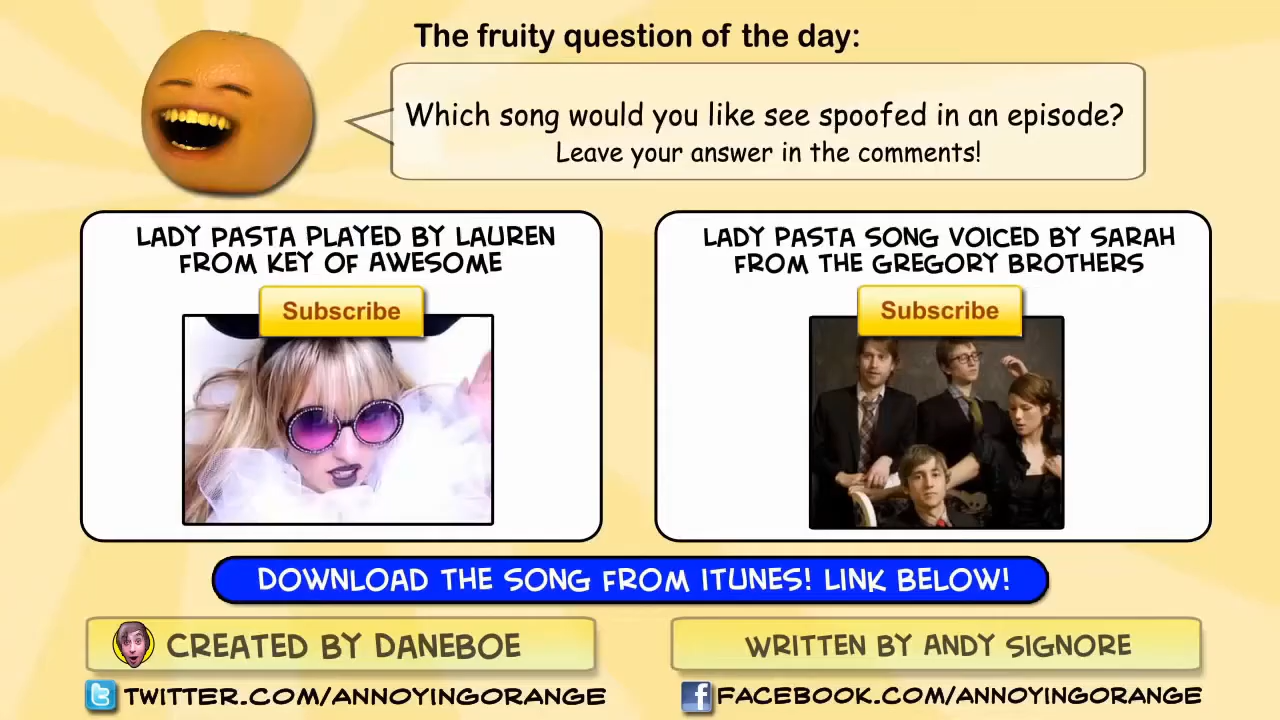 The fruity question of the day:
Which song would you like see spoofed in an episode?
Leave your answer in the comments!
LADY PASTA PLAYED BY LAUREN
FROM KEY OF AWESOME
Subscribe
LADY PASTA SONG VOICED BY SARAH
FROM THE GREGORY BROTHERS
Subscribe
DOWNLOAD THE SONG FROM ITUNES! LINK BELOW!
CREATED BY DANEBOE
WRITTEN BY ANDY SIGNORE
TWITTER.COM/ANNOYINGORANGE
FACEBOOK.COM/ANNOYINGORANGE